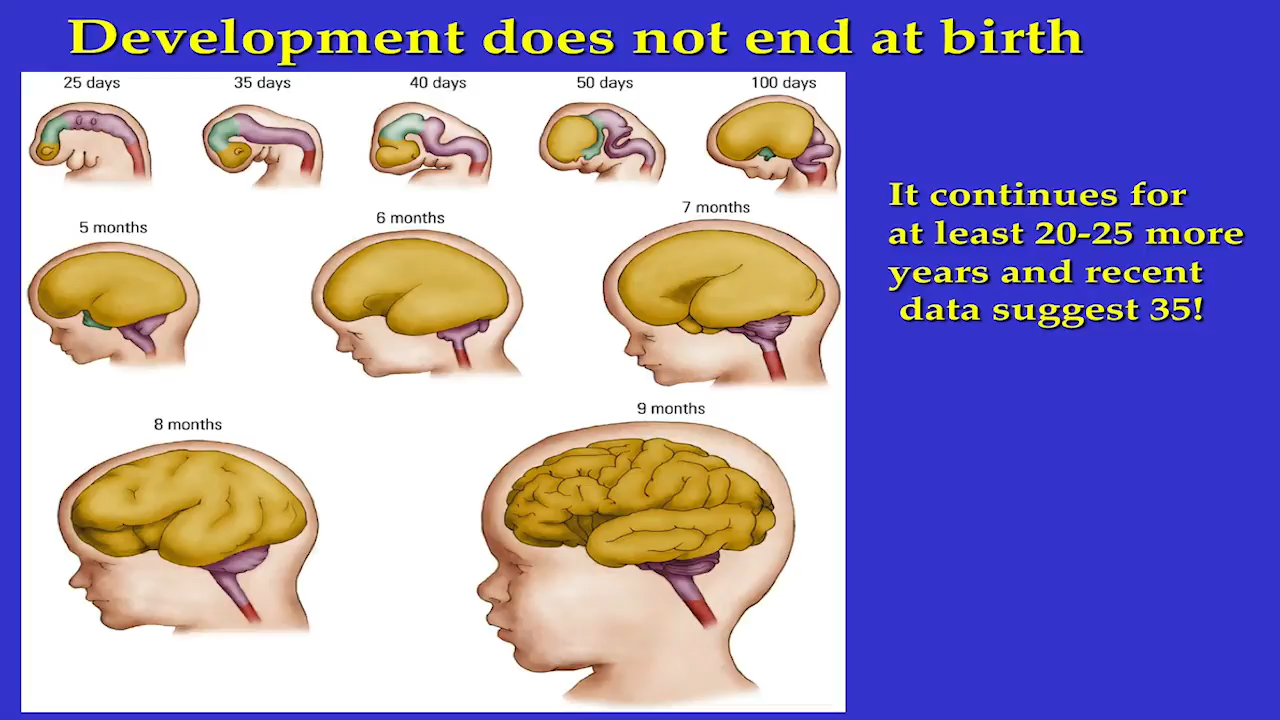 Development does not end at birth
25 days
35 days
40 days
50 days
100 days
5 months
6 months
7 months
8 months
9 months
It continues for
at least 20-25 more
years and recent
data suggest 35!